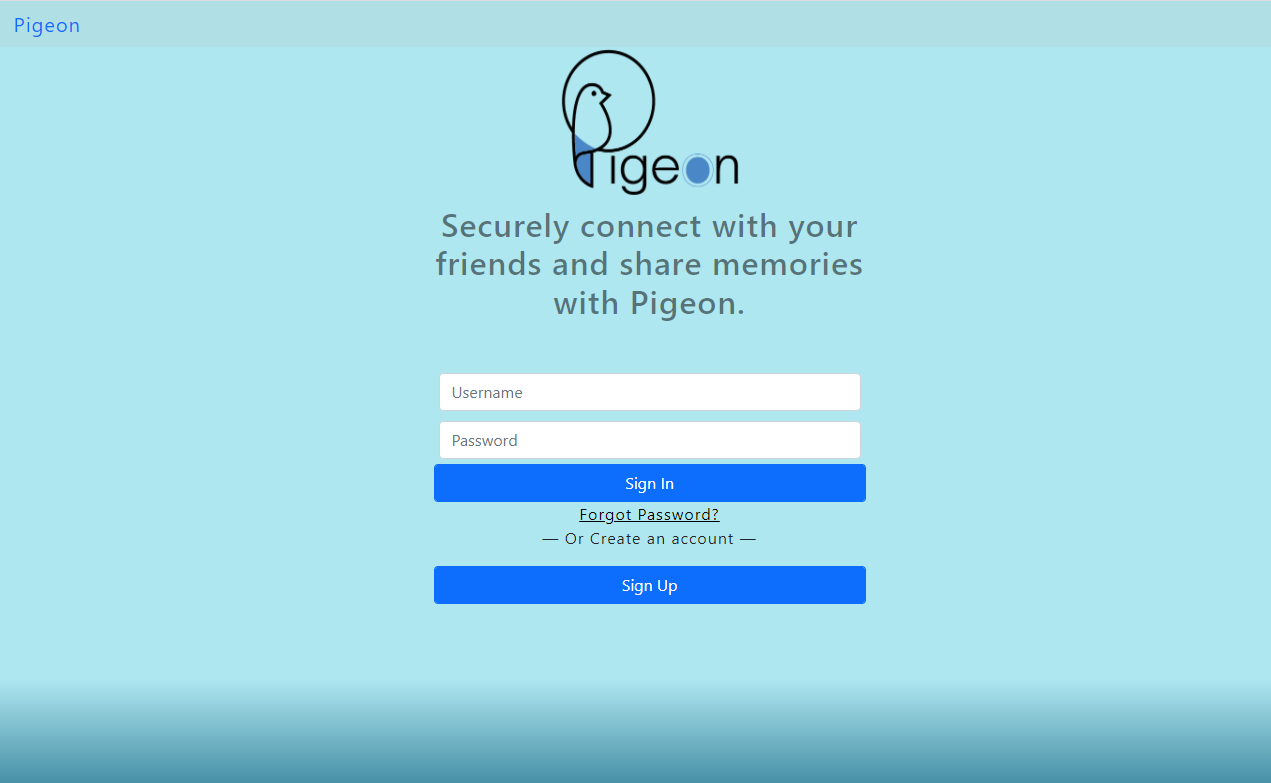 Pigeon
Pigeon
Securely connect with your
friends and share memories
with Pigeon.
Username
Password
Sign In
Forgot Password?
— Or Create an account —
Sign Up